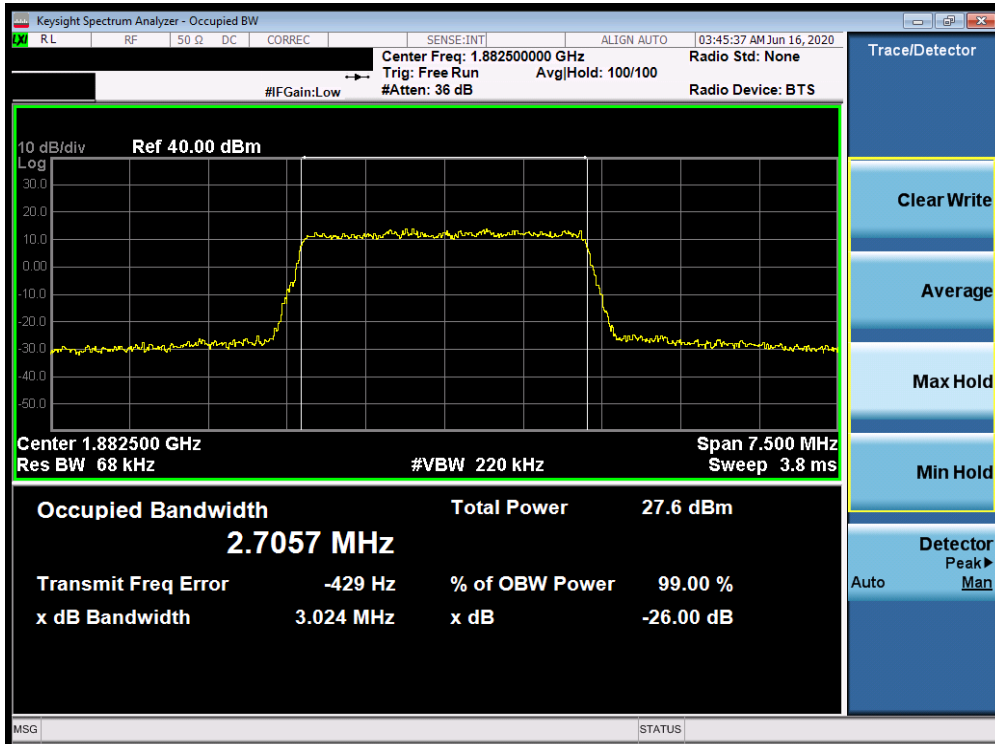 Keysight Spectrum Analyzer - Occupied BW
LXI RL RF 50 Ω DC CORREC SENSE:INT ALIGN AUTO 03:45:37 AM Jun 16, 2020
Center Freq: 1.882500000 GHz Radio Std: None
Trig: Free Run Avg|Hold: 100/100
#IFGain:Low #Atten: 36 dB Radio Device: BTS
10 dB/div Ref 40.00 dBm
Log
30.0
20.0
10.0
0.00
-10.0
-20.0
-30.0
-40.0
-50.0
Center 1.882500 GHz Span 7.500 MHz
Res BW 68 kHz #VBW 220 kHz Sweep 3.8 ms
Occupied Bandwidth Total Power 27.6 dBm
2.7057 MHz
Transmit Freq Error -429 Hz % of OBW Power 99.00 %
x dB Bandwidth 3.024 MHz x dB -26.00 dB
MSG STATUS
Trace/Detector
Clear Write
Average
Max Hold
Min Hold
Detector
Peak▶
Auto Man